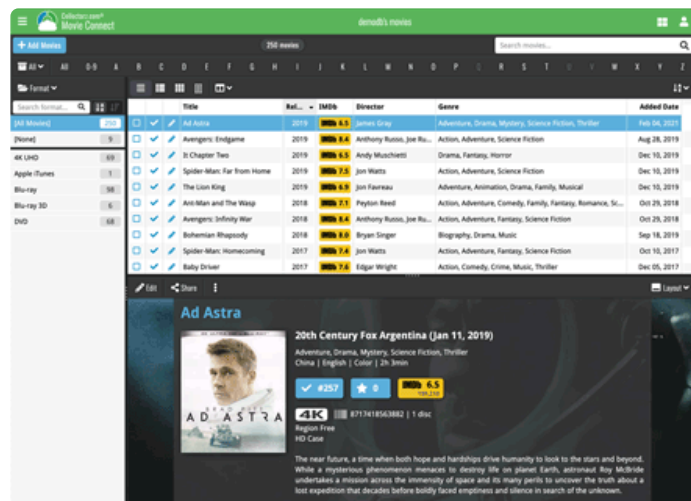 Collectorz.com®
Movie Connect
demodb's movies
+ Add Movies
250 movies
Search movies...
All All 0-9 A B C D E F G H I J K L M N O P Q R S T U V W X Y Z
Format
Search format...
[All Movies] 250
[None] 9
4K UHD 69
Apple iTunes 1
Blu-ray 98
Blu-ray 3D 6
DVD 68
Title Rel... IMDb Director Genre Added Date
Ad Astra 2019 IMDb 6.5 James Gray Adventure, Drama, Mystery, Science Fiction, Thriller Feb 04, 2021
Avengers: Endgame 2019 IMDb 8.4 Anthony Russo, Joe Ru... Action, Adventure, Science Fiction Aug 28, 2019
It Chapter Two 2019 IMDb 6.5 Andy Muschietti Drama, Fantasy, Horror Dec 10, 2019
Spider-Man: Far from Home 2019 IMDb 7.5 Jon Watts Action, Adventure, Science Fiction Dec 10, 2019
The Lion King 2019 IMDb 6.9 Jon Favreau Adventure, Animation, Drama, Family, Musical Dec 10, 2019
Ant-Man and The Wasp 2018 IMDb 7.1 Peyton Reed Action, Adventure, Comedy, Family, Fantasy, Romance, Sc... Oct 29, 2018
Avengers: Infinity War 2018 IMDb 8.4 Anthony Russo, Joe Ru... Action, Adventure, Fantasy, Science Fiction Oct 29, 2018
Bohemian Rhapsody 2018 IMDb 8.0 Bryan Singer Biography, Drama, Music Sep 18, 2019
Spider-Man: Homecoming 2017 IMDb 7.4 Jon Watts Action, Adventure, Fantasy, Science Fiction Oct 10, 2017
Baby Driver 2017 IMDb 7.6 Edgar Wright Action, Comedy, Crime, Music, Thriller Dec 05, 2017
Edit Share Layout
Ad Astra
20th Century Fox Argentina (Jan 11, 2019)
Adventure, Drama, Mystery, Science Fiction, Thriller
China | English | Color | 2h 3min
#257 0 IMDb 6.5
BRAD PITT
AD ASTRA
4K 8717418563882 | 1 disc
Region Free
HD Case
The near future, a time when both hope and hardships drive humanity to look to the stars and beyond.
While a mysterious phenomenon menaces to destroy life on planet Earth, astronaut Roy McBride
undertakes a mission across the immensity of space and its many perils to uncover the truth about a
lost expedition that decades before boldly faced emptiness and silence in search of the unknown.